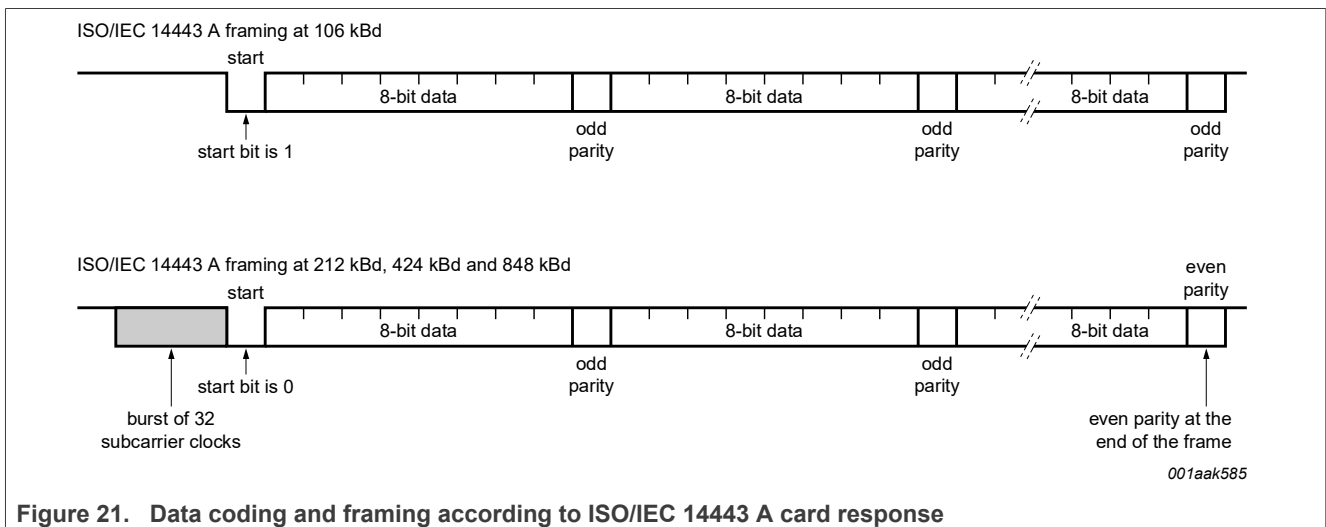 ISO/IEC 14443 A framing at 106 kBd
start
8-bit data
8-bit data
8-bit data
odd
parity
odd
parity
odd
parity
start bit is 1
ISO/IEC 14443 A framing at 212 kBd, 424 kBd and 848 kBd
even
parity
start
8-bit data
8-bit data
8-bit data
odd
parity
odd
parity
start bit is 0
burst of 32
subcarrier clocks
even parity at the
end of the frame
001aak585
Figure 21. Data coding and framing according to ISO/IEC 14443 A card response